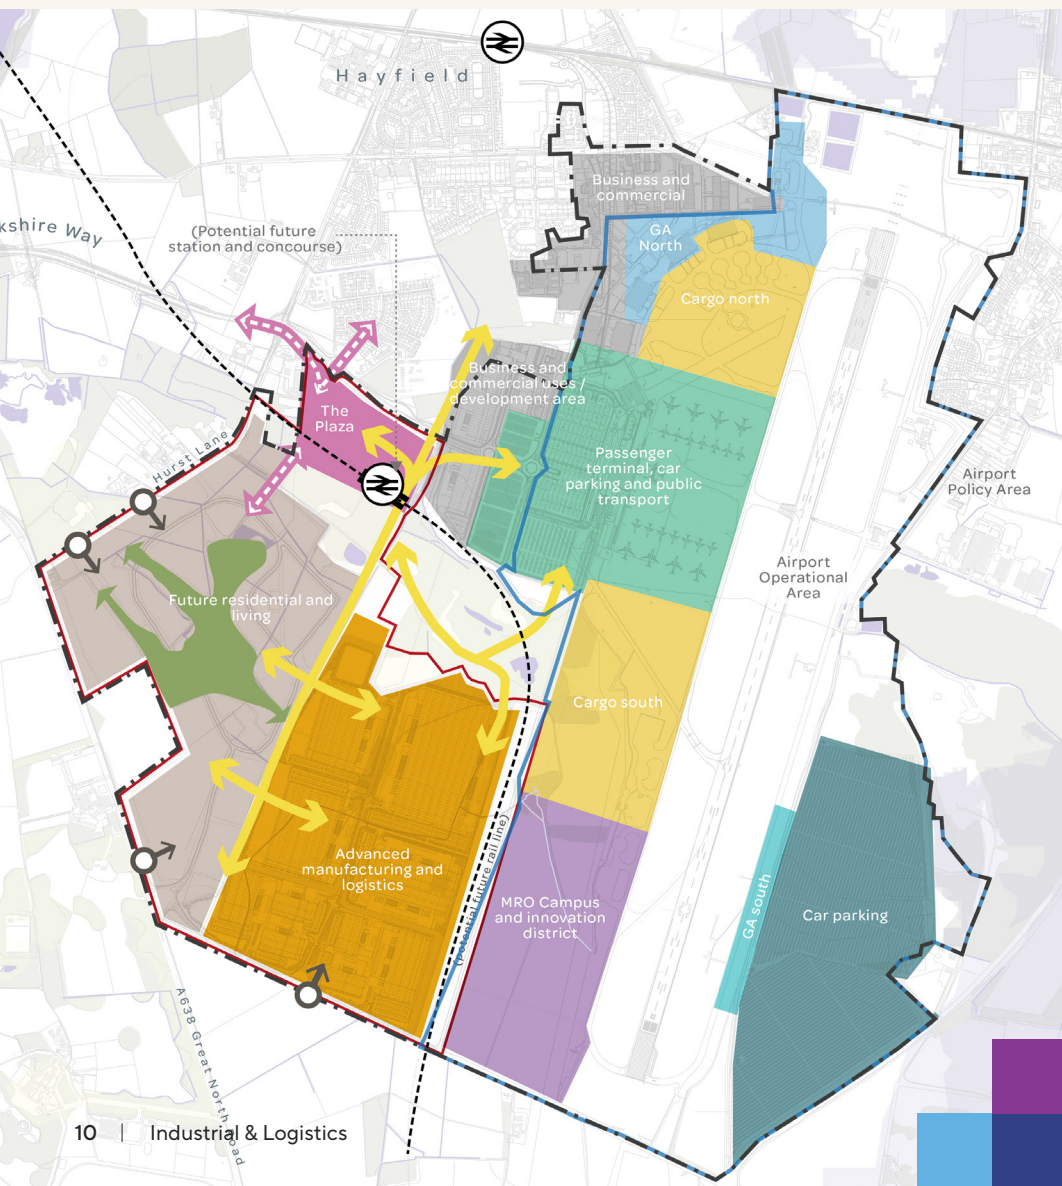 Hayfield
Business and
commercial
kshire Way
(Potential future
station and concourse)
GA
North
Cargo north
Business and
commercial uses /
development area
The
Plaza
Hurst Lane
Passenger
terminal, car
parking and public
transport
Airport
Policy Area
Airport
Operational
Area
Future residential and
living
Cargo south
Advanced
manufacturing and
logistics
(potential future rail line)
MRO Campus
and innovation
district
GA south
Car parking
A638 Great North Road
10 | Industrial & Logistics